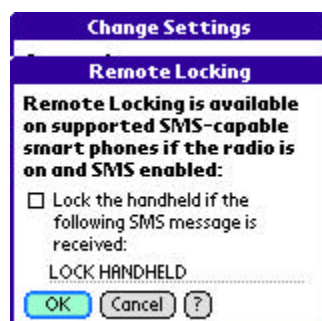 Change Settings
Remote Locking
Remote Locking is available
on supported SMS-capable
smart phones if the radio is
on and SMS enabled:
Lock the handheld if the
following SMS message is
received:
LOCK HANDHELD
OK Cancel ?